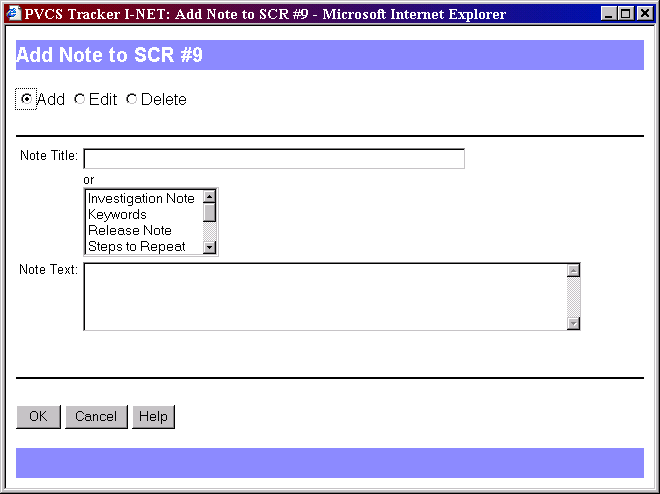 PVCS Tracker I-NET: Add Note to SCR #9 - Microsoft Internet Explorer
Add Note to SCR #9
Add Edit Delete
Note Title:
or
Investigation Note
Keywords
Release Note
Steps to Repeat
Note Text:
OK Cancel Help